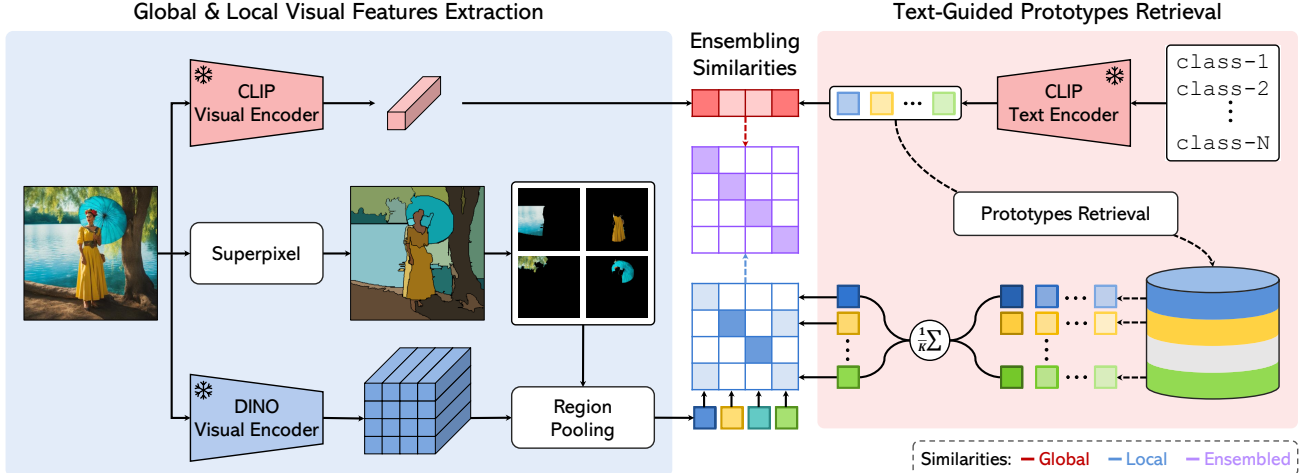 Global & Local Visual Features Extraction
Text-Guided Prototypes Retrieval
CLIP
Visual Encoder
Ensembling
Similarities
CLIP
Text Encoder
class-1
class-2
class-N
Superpixel
Prototypes Retrieval
1/K Σ
DINO
Visual Encoder
Region
Pooling
Similarities: Global Local Ensembled